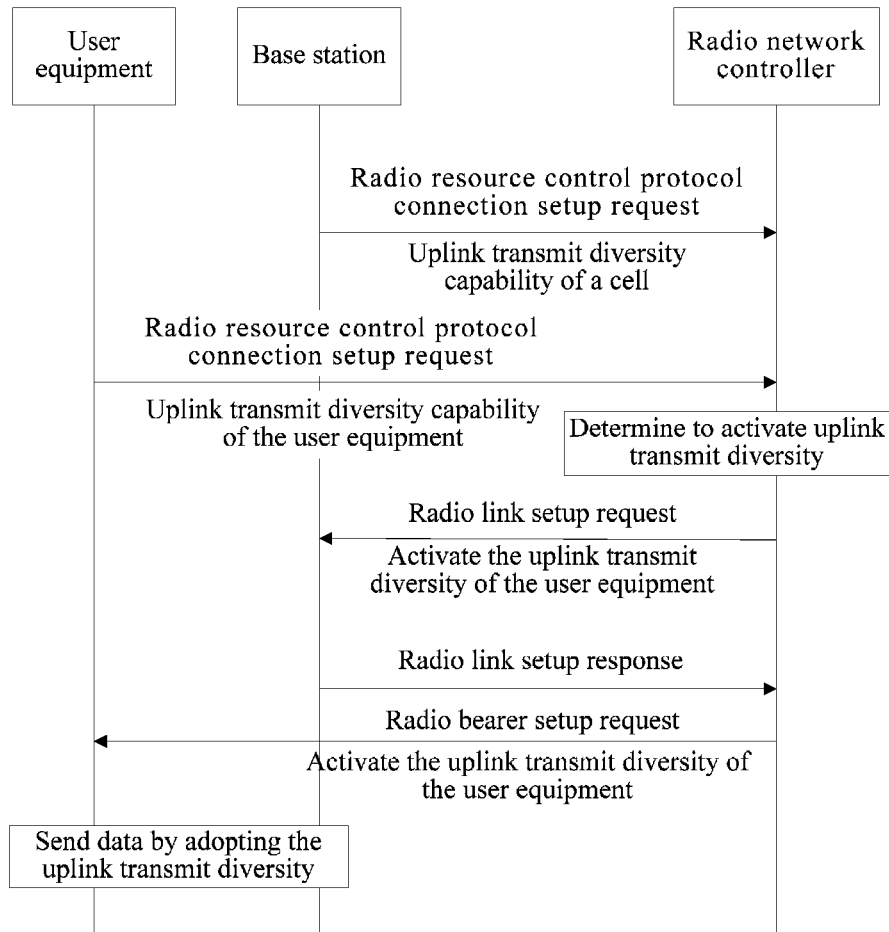 User
equipment
Base station
Radio network
controller
Radio resource control protocol
connection setup request
Uplink transmit diversity
capability of a cell
Radio resource control protocol
connection setup request
Uplink transmit diversity capability
of the user equipment
Determine to activate uplink
transmit diversity
Radio link setup request
Activate the uplink transmit
diversity of the user equipment
Radio link setup response
Radio bearer setup request
Activate the uplink transmit diversity of
the user equipment
Send data by adopting the
uplink transmit diversity